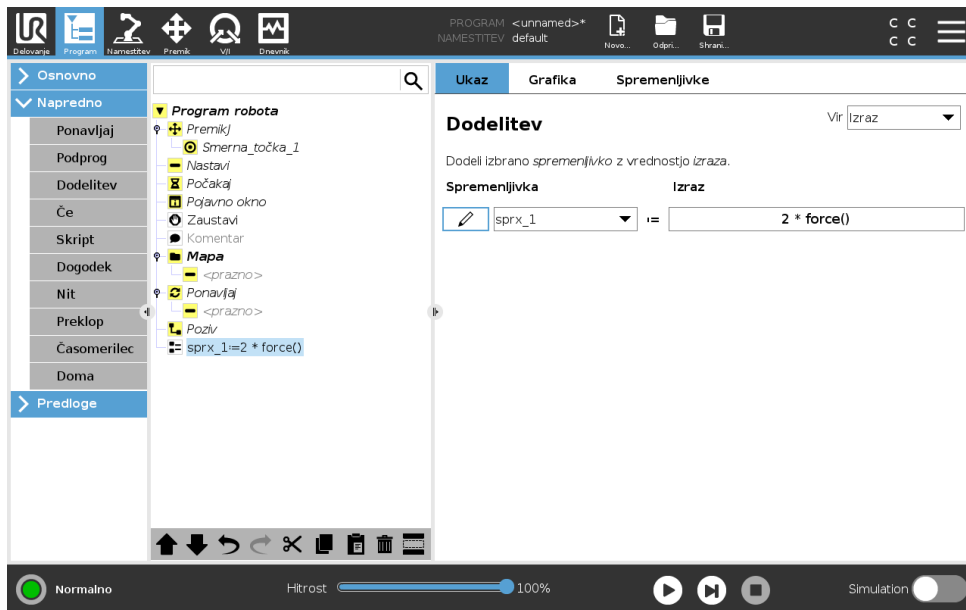 UR
PROGRAM <unnamed>*
NAMESTITEV default
Delovanje Program Namestitev Premik V/I Dnevnik Novo... Odpri... Shrani...
C C
C C
Osnovno
Napredno
Ponavljaj
Podprog
Dodelitev
Če
Skript
Dogodek
Nit
Preklop
Časomerilec
Doma
Predloge
Program robota
PremikJ
Smerna_točka_1
Nastavi
Počakaj
Pojavno okno
Zaustavi
Komentar
Mapa
<prazno>
Ponavljaj
<prazno>
Poziv
sprx_1:=2 * force()
Ukaz Grafika Spremenljivke
Dodelitev
Vir Izraz
Dodeli izbrano spremenljivko z vrednostjo izraza.
Spremenljivka Izraz
sprx_1 := 2 * force()
Normalno
Hitrost 100%
Simulation